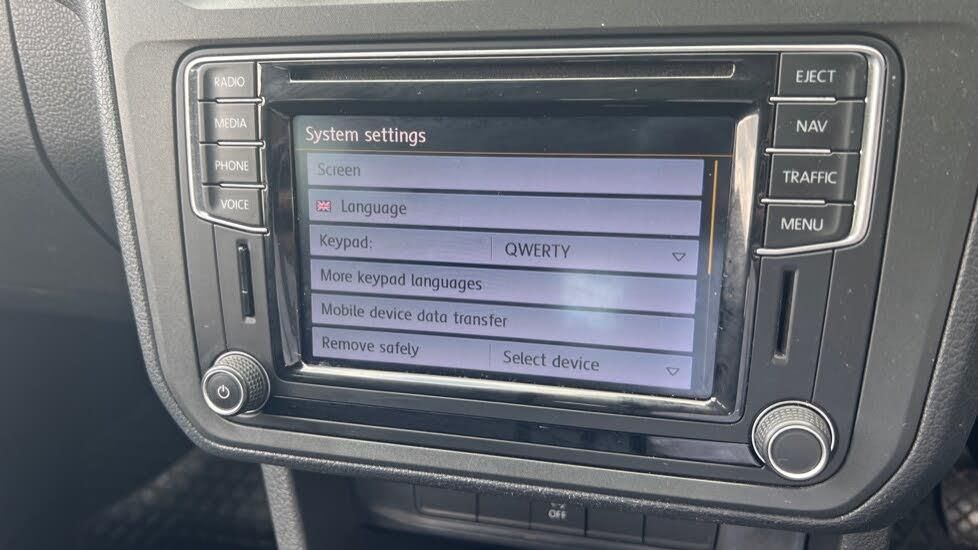 RADIO
MEDIA
PHONE
VOICE
System settings
Screen
Language
Keypad: QWERTY
More keypad languages
Mobile device data transfer
Remove safely Select device
EJECT
NAV
TRAFFIC
MENU
OFF